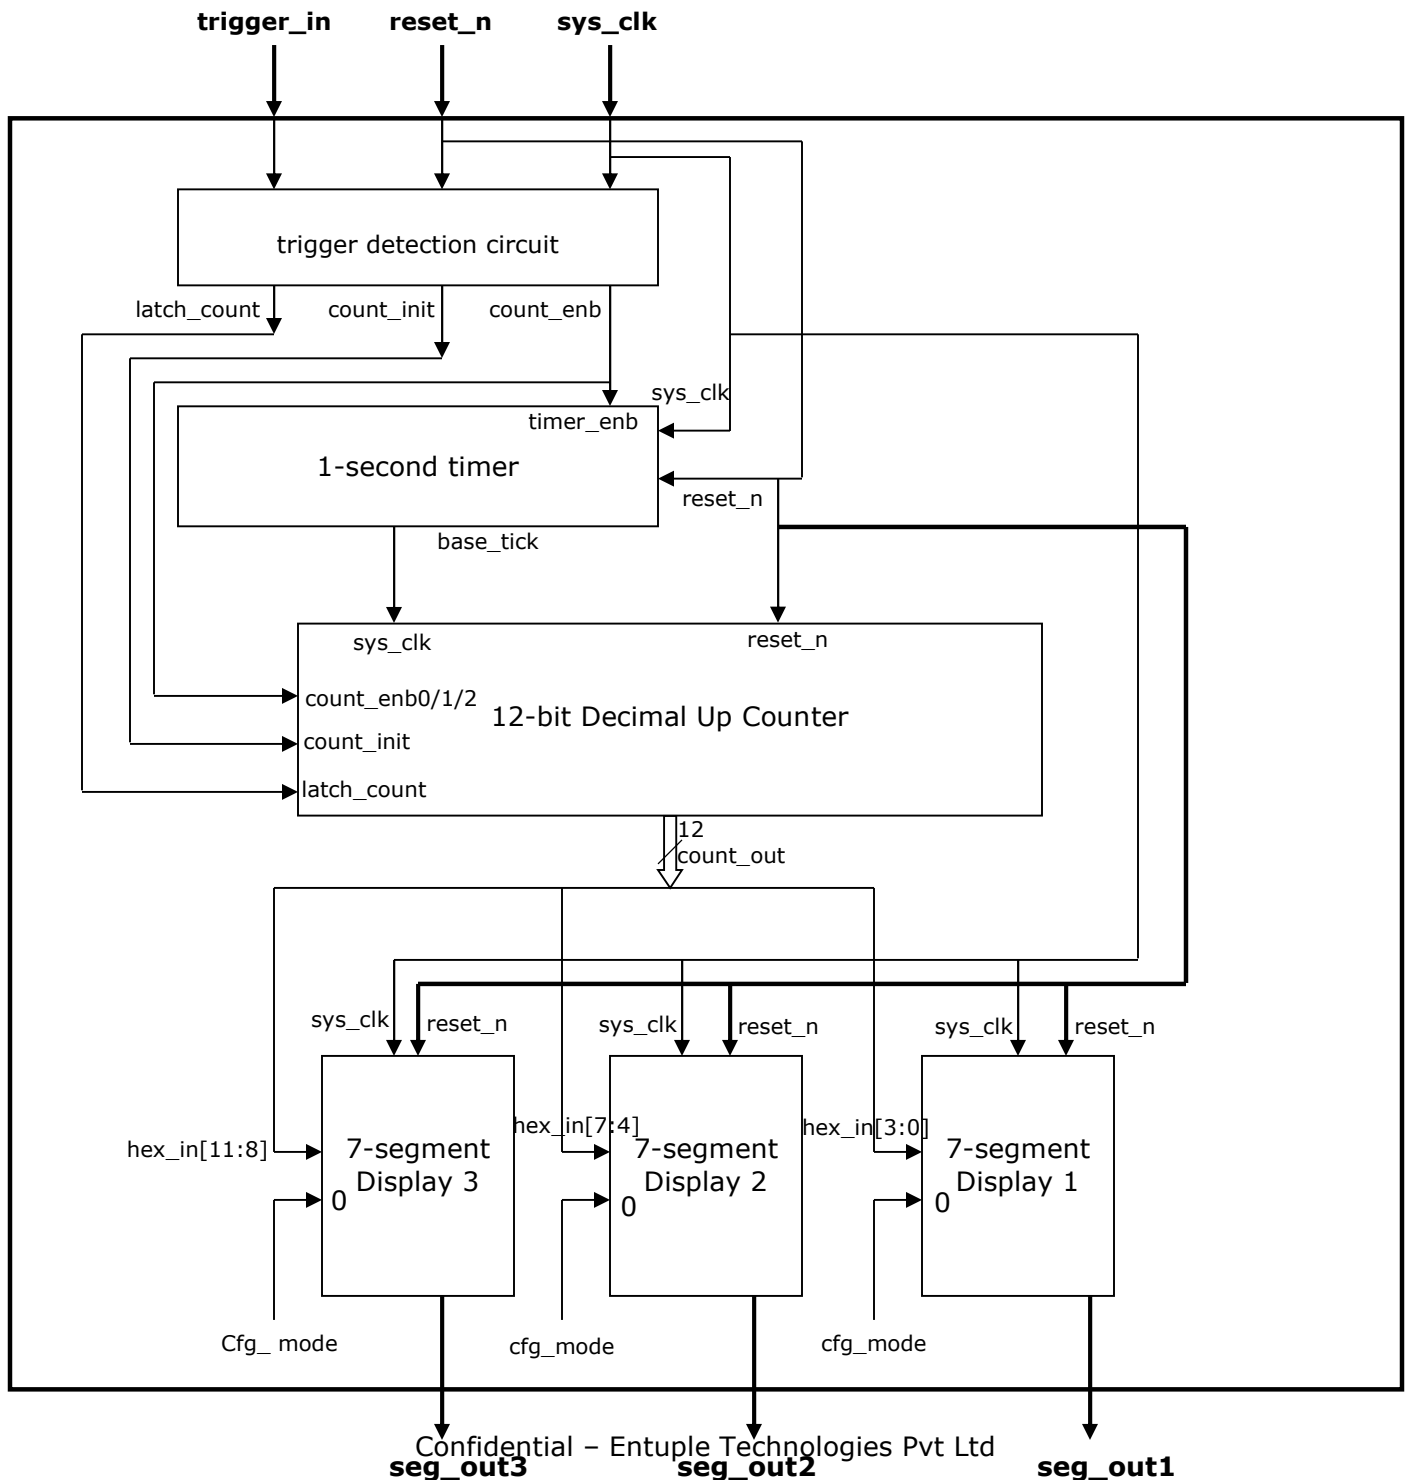 trigger_in reset_n sys_clk
trigger detection circuit
latch_count count_init count_enb
sys_clk
timer_enb
1-second timer
reset_n
base_tick
sys_clk reset_n
count_enb0/1/2
12-bit Decimal Up Counter
count_init
latch_count
12
count_out
sys_clk reset_n sys_clk reset_n sys_clk reset_n
hex_in[11:8] hex_in[7:4] hex_in[3:0]
7-segment
Display 3
0
7-segment
Display 2
0
7-segment
Display 1
0
Cfg_ mode cfg_mode cfg_mode
Confidential – Entuple Technologies Pvt Ltd
seg_out3 seg_out2 seg_out1